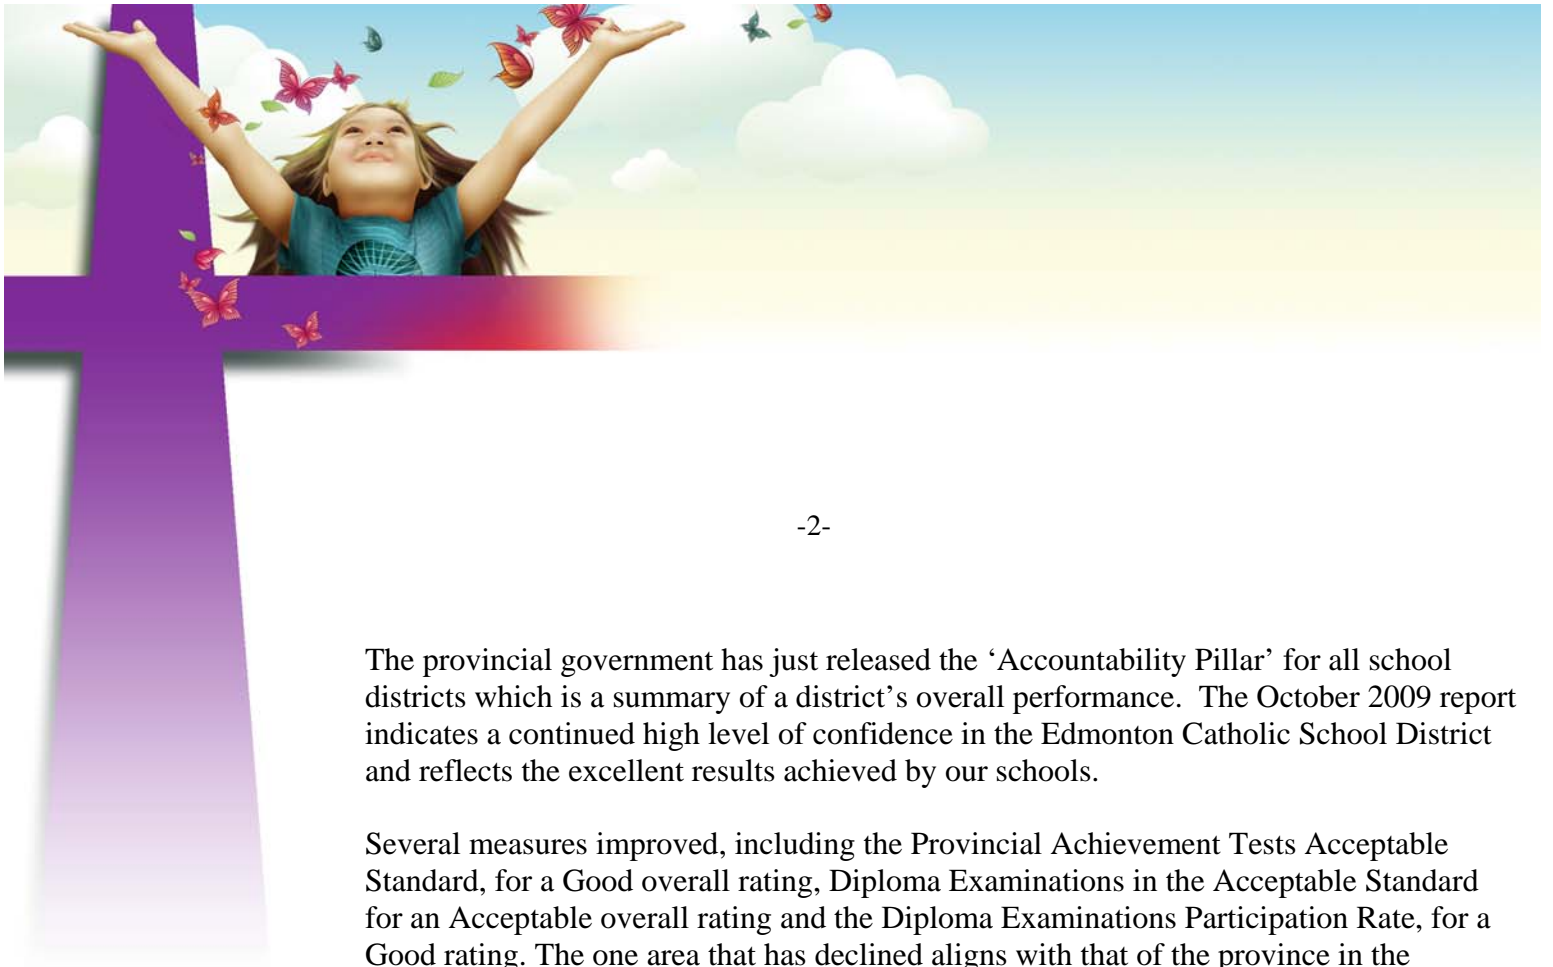 -2-
The provincial government has just released the ‘Accountability Pillar’ for all school
districts which is a summary of a district’s overall performance.  The October 2009 report
indicates a continued high level of confidence in the Edmonton Catholic School District
and reflects the excellent results achieved by our schools.
Several measures improved, including the Provincial Achievement Tests Acceptable
Standard, for a Good overall rating, Diploma Examinations in the Acceptable Standard
for an Acceptable overall rating and the Diploma Examinations Participation Rate, for a
Good rating. The one area that has declined aligns with that of the province in the